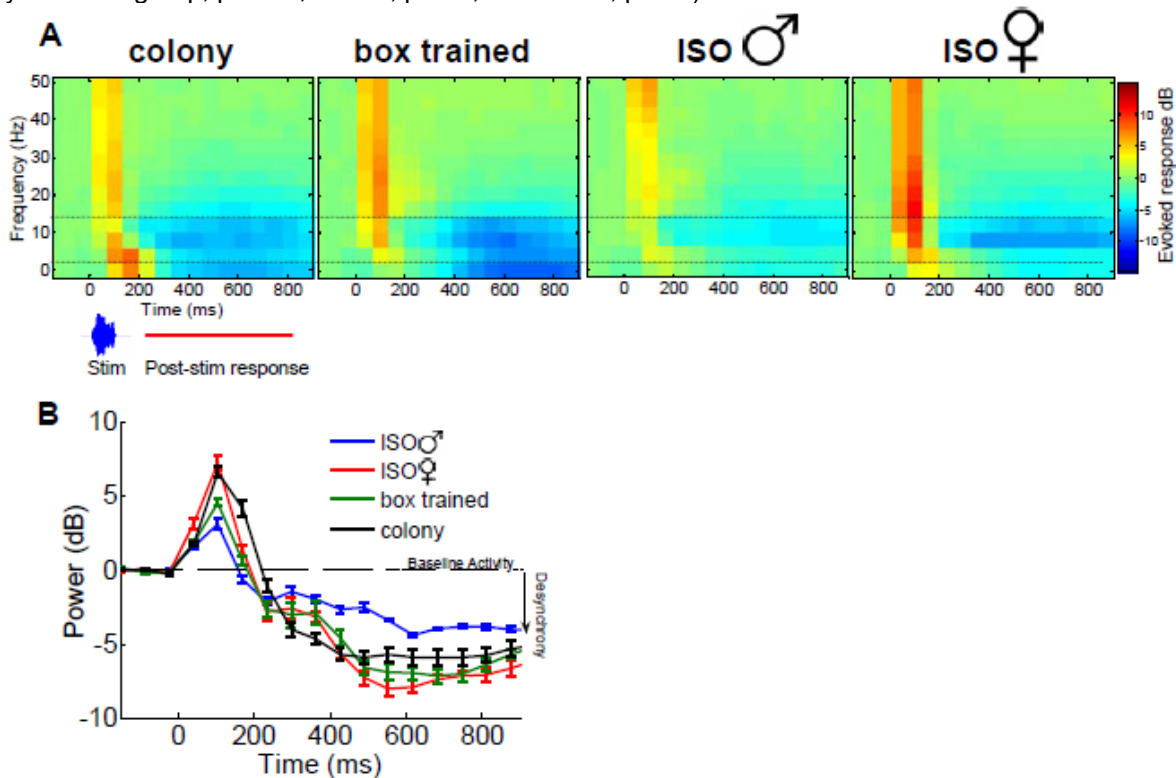 A
colony
box trained
ISO ♂
ISO ♀
50
40
30
20
10
0
Frequency (Hz)
0 200 400 600 800
0 200 400 600 800
0 200 400 600 800
0 200 400 600 800
Time (ms)
10
5
0
-5
-10
Evoked response dB
Stim
Post-stim response
B
10
5
0
-5
-10
Power (dB)
ISO♂
ISO♀
box trained
colony
Baseline Activity
Desynchrony
0 200 400 600 800
Time (ms)